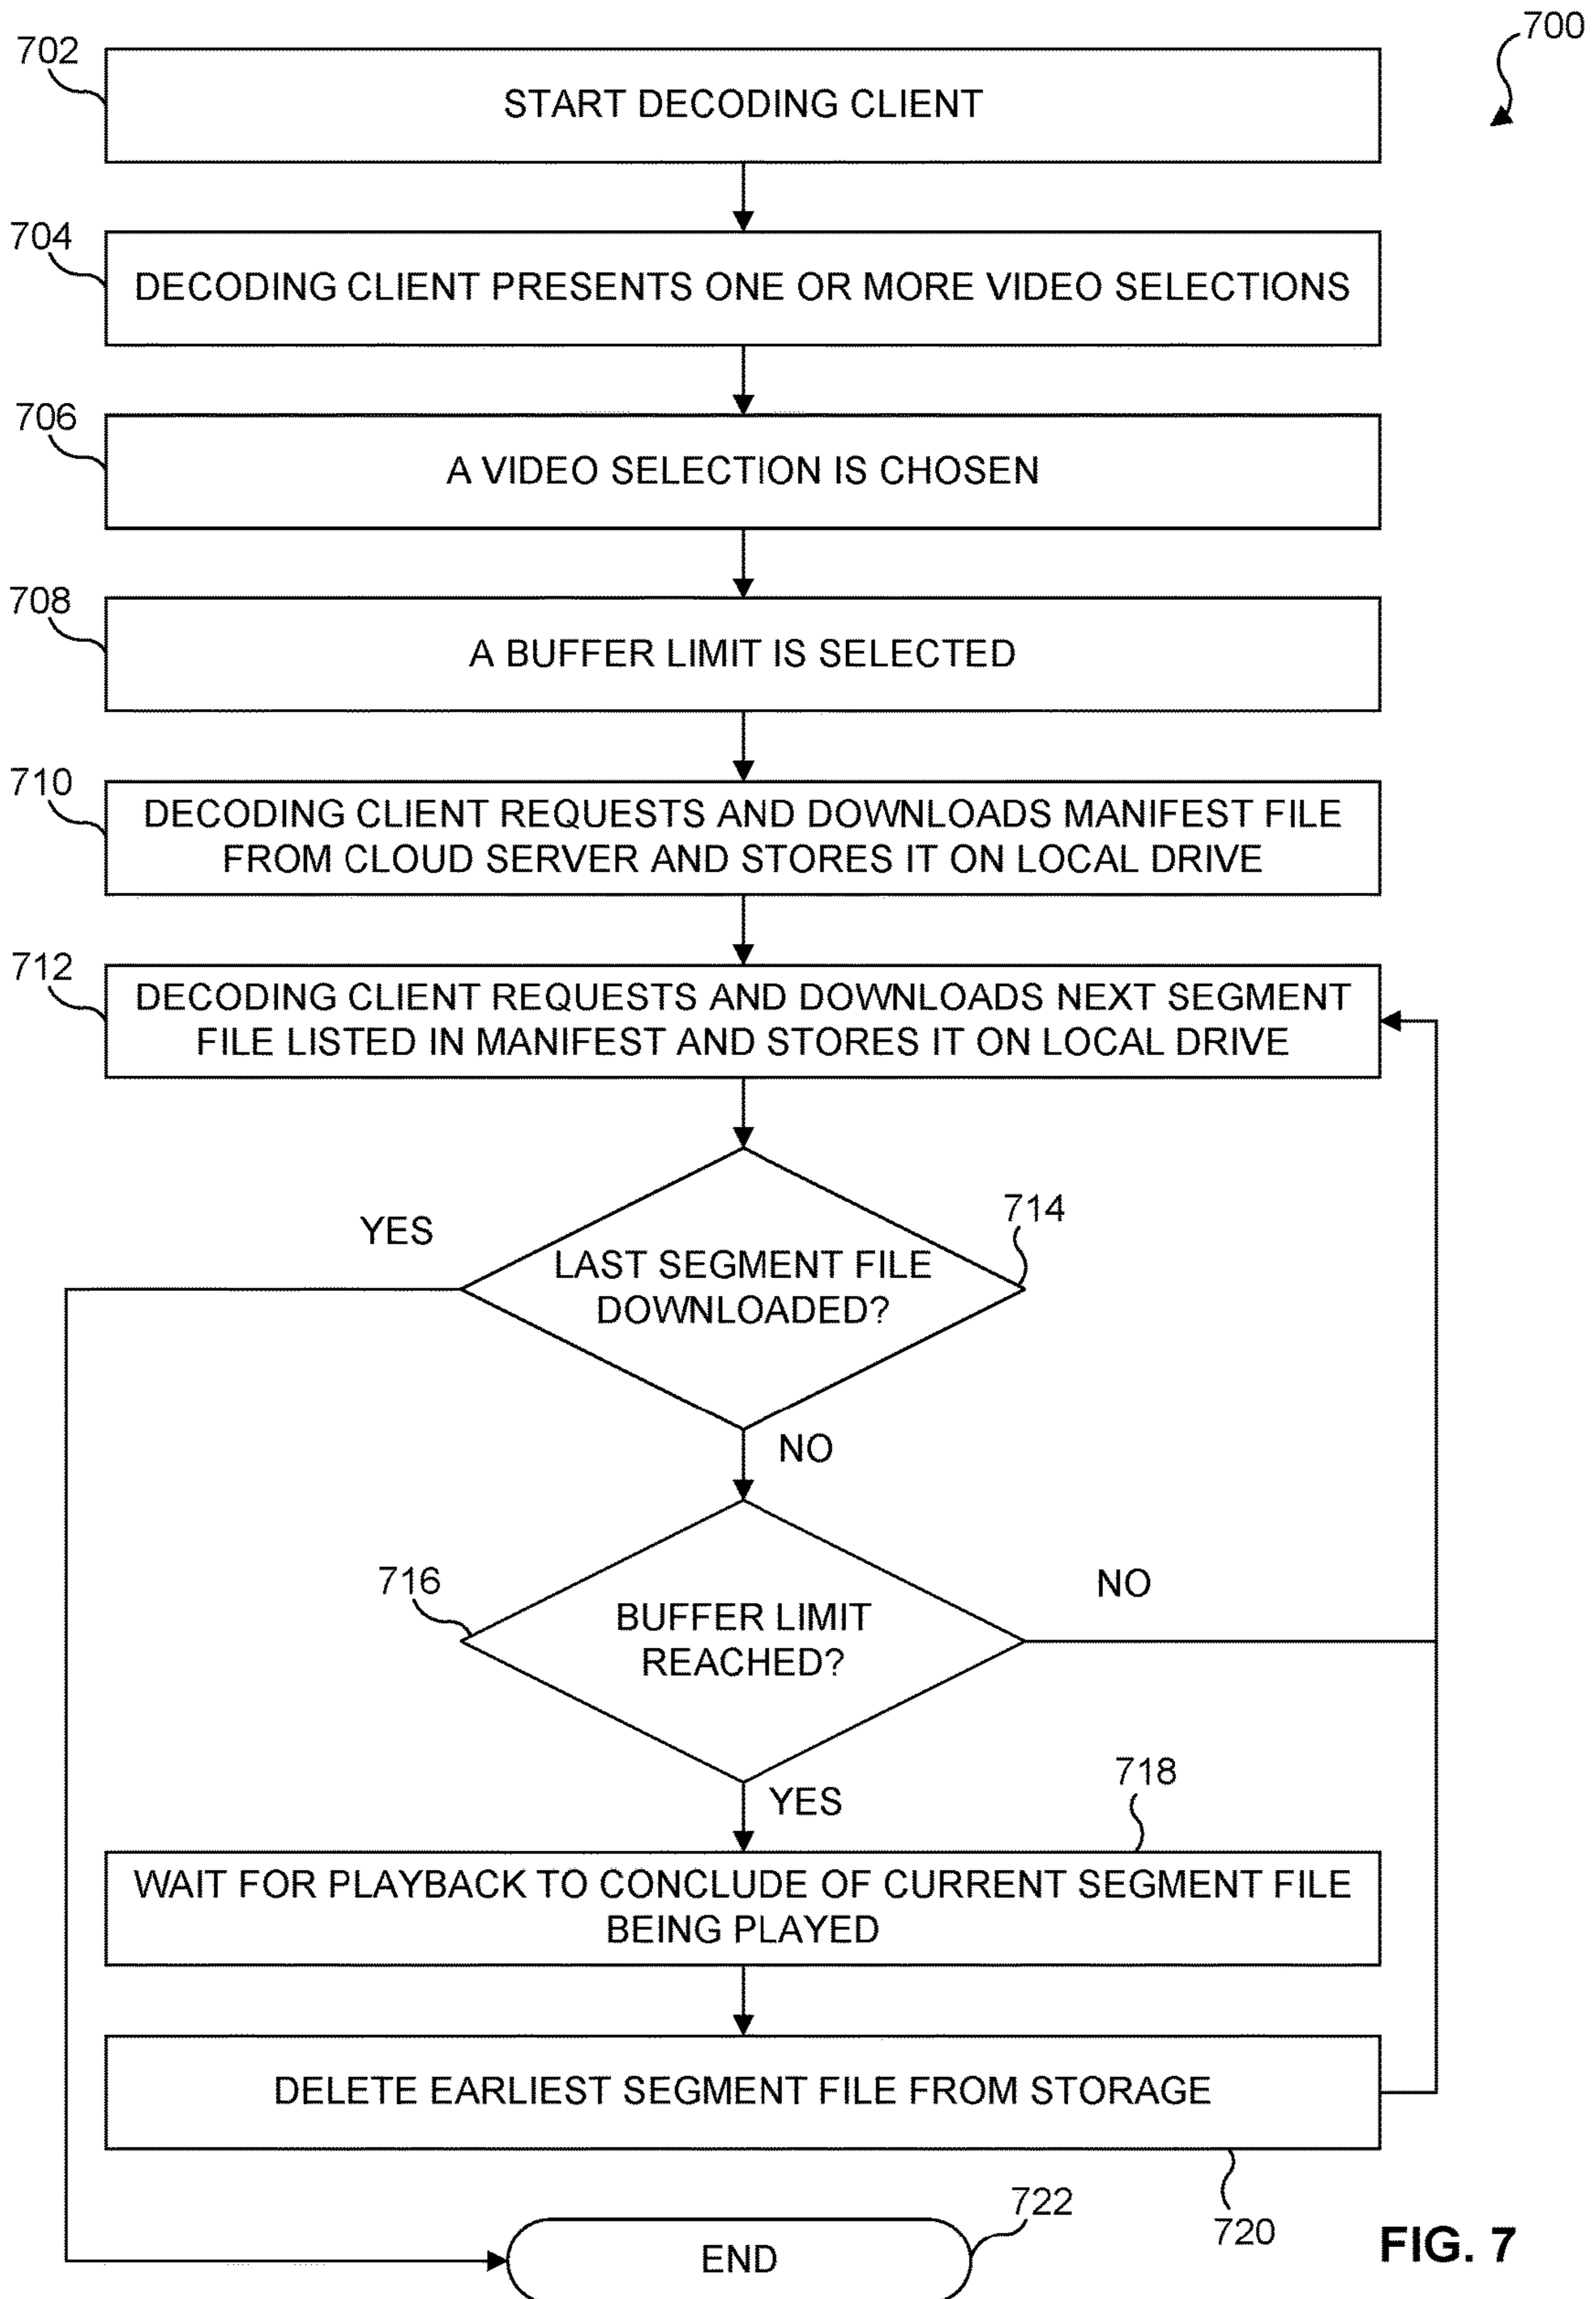 700
702
START DECODING CLIENT
704
DECODING CLIENT PRESENTS ONE OR MORE VIDEO SELECTIONS
706
A VIDEO SELECTION IS CHOSEN
708
A BUFFER LIMIT IS SELECTED
710
DECODING CLIENT REQUESTS AND DOWNLOADS MANIFEST FILE
FROM CLOUD SERVER AND STORES IT ON LOCAL DRIVE
712
DECODING CLIENT REQUESTS AND DOWNLOADS NEXT SEGMENT
FILE LISTED IN MANIFEST AND STORES IT ON LOCAL DRIVE
714
YES
LAST SEGMENT FILE
DOWNLOADED?
NO
716
NO
BUFFER LIMIT
REACHED?
718
YES
WAIT FOR PLAYBACK TO CONCLUDE OF CURRENT SEGMENT FILE
BEING PLAYED
DELETE EARLIEST SEGMENT FILE FROM STORAGE
722
720
END
FIG. 7